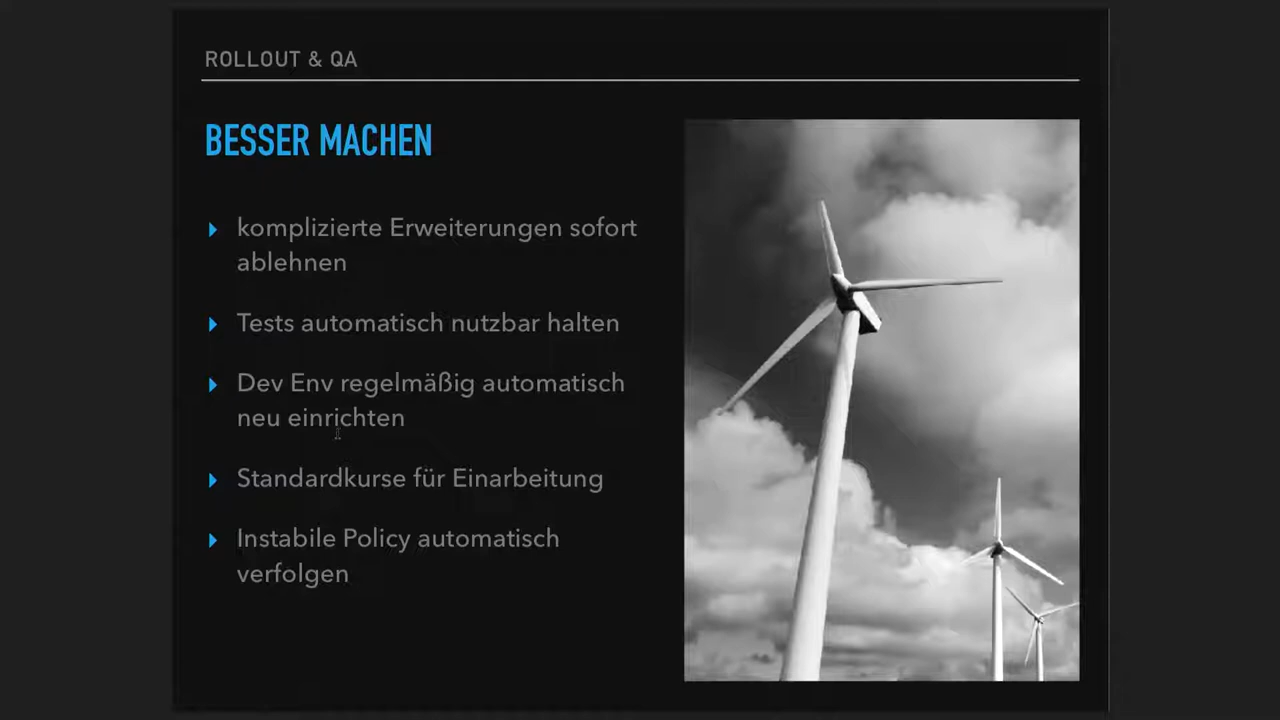 ROLLOUT & QA
BESSER MACHEN
komplizierte Erweiterungen sofort
ablehnen
Tests automatisch nutzbar halten
Dev Env regelmäßig automatisch
neu einrichten
Standardkurse für Einarbeitung
Instabile Policy automatisch
verfolgen